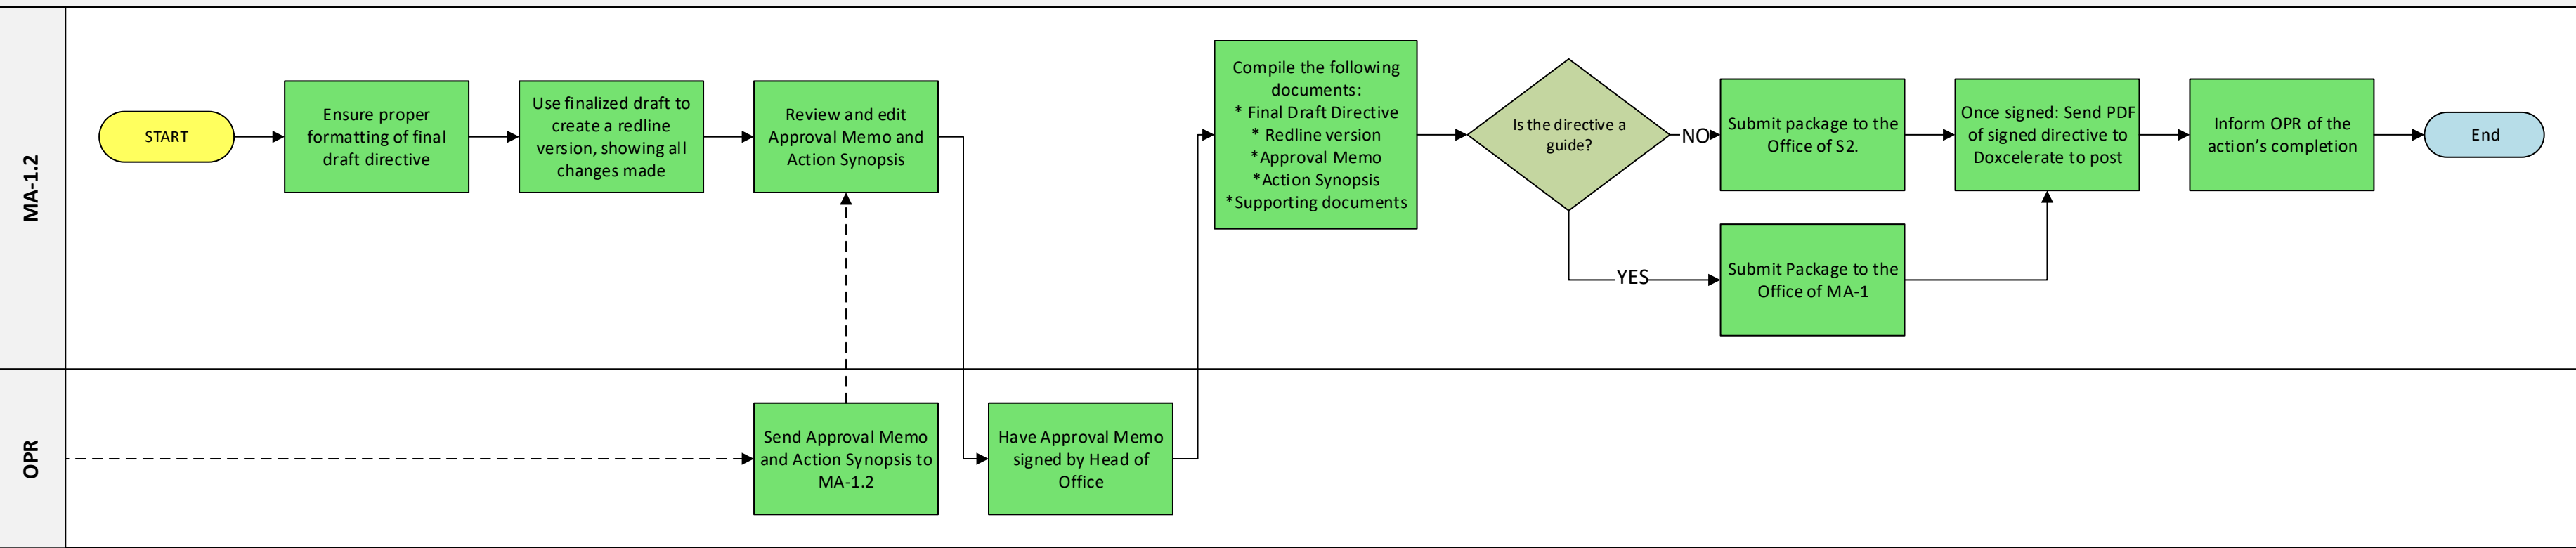 MA-1.2
START
Ensure proper
formatting of final
draft directive
Use finalized draft to
create a redline
version, showing all
changes made
Review and edit
Approval Memo and
Action Synopsis
Compile the following
documents:
* Final Draft Directive
* Redline version
*Approval Memo
*Action Synopsis
*Supporting documents
Is the directive a
guide?
NO
Submit package to the
Office of S2.
Once signed: Send PDF
of signed directive to
Doxcelerate to post
Inform OPR of the
action’s completion
End
YES
Submit Package to the
Office of MA-1
OPR
Send Approval Memo
and Action Synopsis to
MA-1.2
Have Approval Memo
signed by Head of
Office